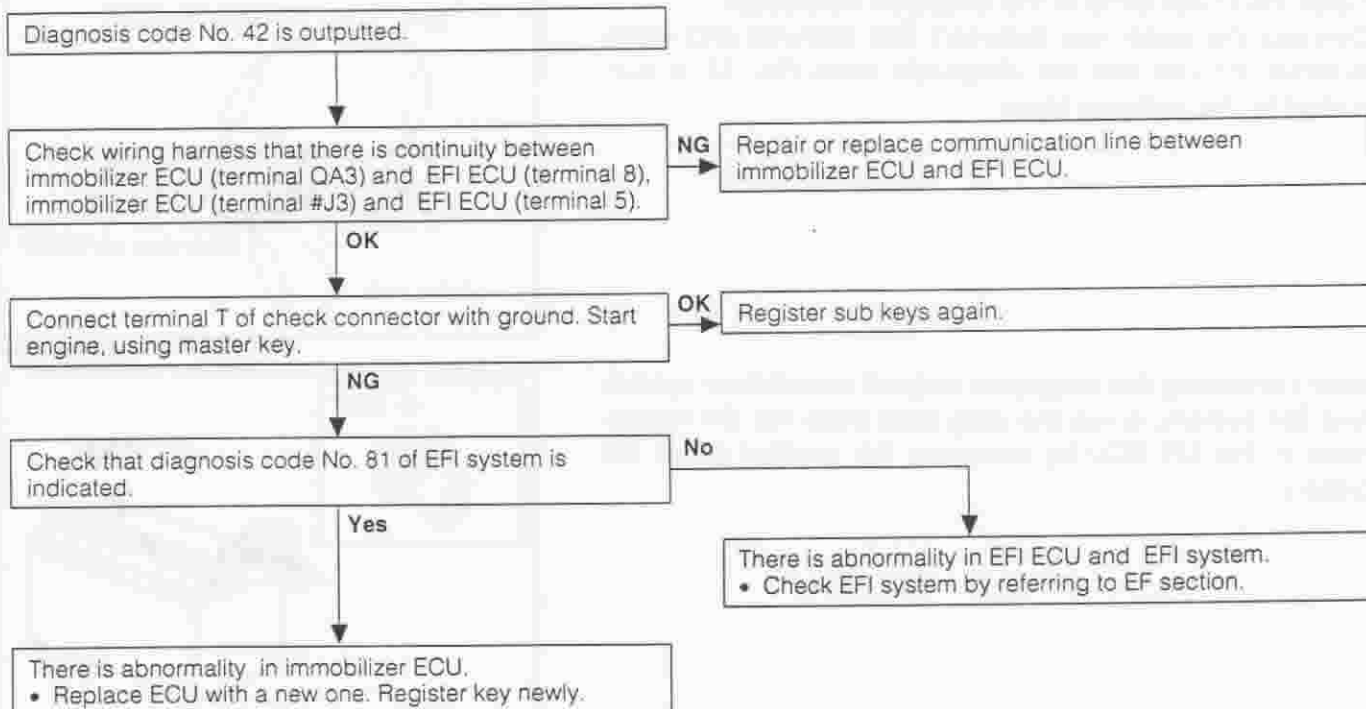 Diagnosis code No. 42 is outputted.
Check wiring harness that there is continuity between
immobilizer ECU (terminal QA3) and EFI ECU (terminal 8),
immobilizer ECU (terminal #J3) and EFI ECU (terminal 5).
NG
Repair or replace communication line between
immobilizer ECU and EFI ECU.
OK
Connect terminal T of check connector with ground. Start
engine, using master key.
OK
Register sub keys again.
NG
Check that diagnosis code No. 81 of EFI system is
indicated.
No
Yes
There is abnormality in EFI ECU and EFI system.
• Check EFI system by referring to EF section.
There is abnormality in immobilizer ECU.
• Replace ECU with a new one. Register key newly.